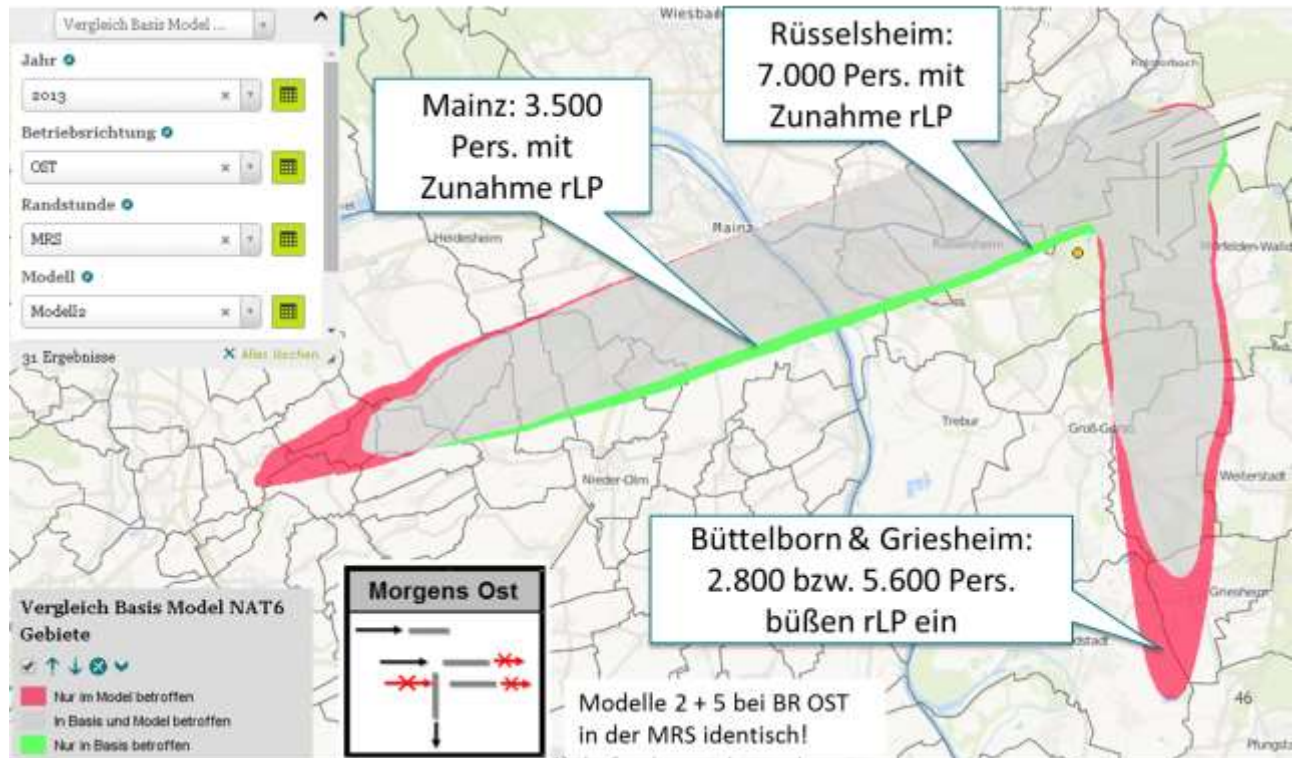 Vergleich Basis Model ...
Jahr
2013
Betriebsrichtung
OST
Randstunde
MRS
Modell
Modell2
31 Ergebnisse
Alles löschen
Mainz: 3.500
Pers. mit
Zunahme rLP
Rüsselsheim:
7.000 Pers. mit
Zunahme rLP
Büttelborn & Griesheim:
2.800 bzw. 5.600 Pers.
büßen rLP ein
Heidesheim
Mainz
Rüsselsheim
Nieder-Olm
Trebur
Groß-Gerau
Weiterstadt
Griesheim
Vergleich Basis Model NAT6
Gebiete
Nur im Model betroffen
In Basis und Model betroffen
Nur in Basis betroffen
Morgens Ost
Modelle 2 + 5 bei BR OST
in der MRS identisch!
46